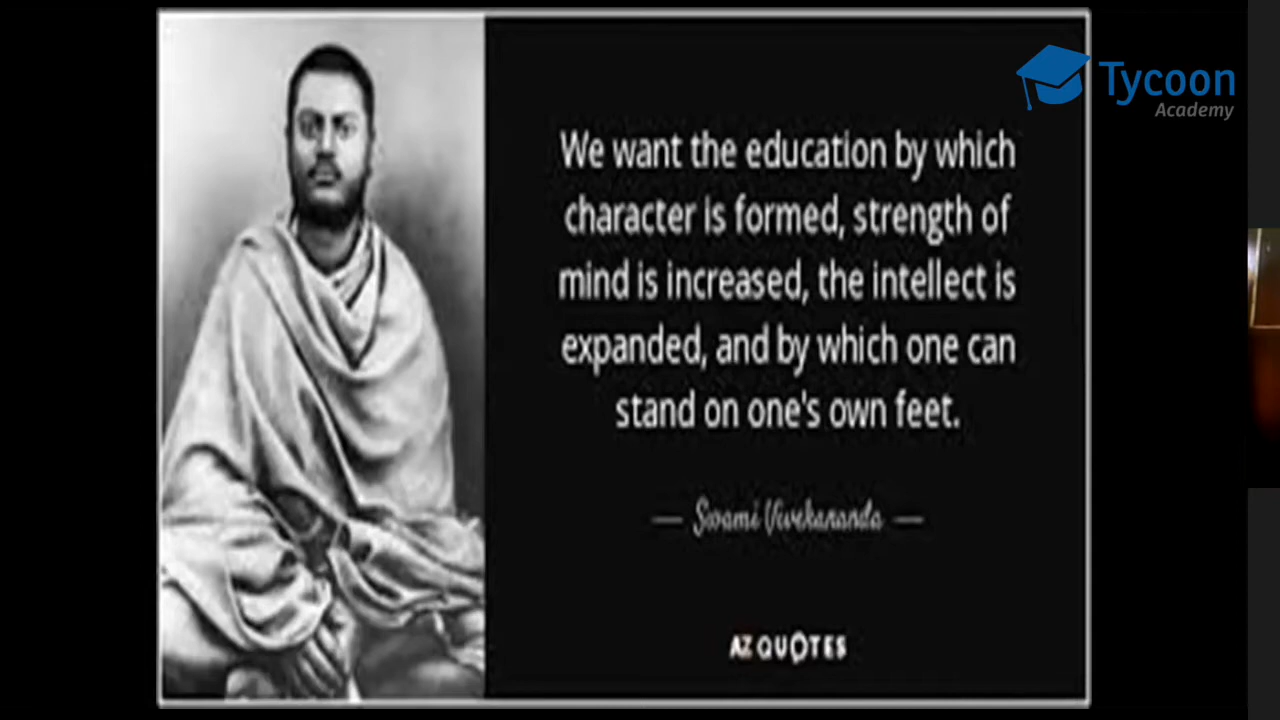 Tycoon
Academy
We want the education by which
character is formed, strength of
mind is increased, the intellect is
expanded, and by which one can
stand on one's own feet.
— Swami Vivekananda —
AZ QUOTES